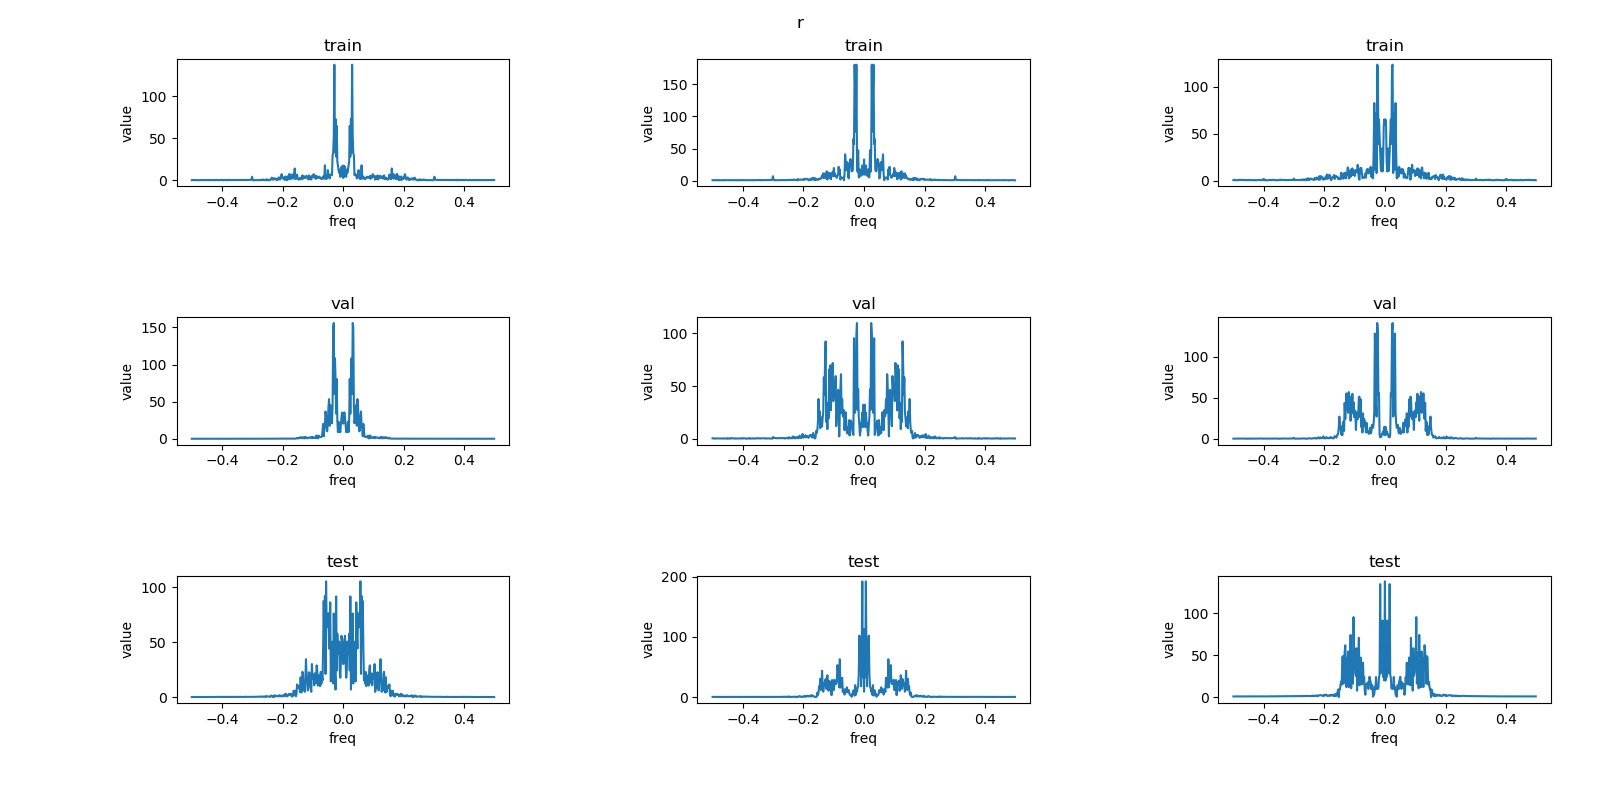 r
train train train
value 100 50 0 value 150 100 50 0 value 100 50 0
−0.4 −0.2 0.0 0.2 0.4 −0.4 −0.2 0.0 0.2 0.4 −0.4 −0.2 0.0 0.2 0.4
freq freq freq
val val val
value 150 100 50 0 value 100 50 0 value 100 50 0
−0.4 −0.2 0.0 0.2 0.4 −0.4 −0.2 0.0 0.2 0.4 −0.4 −0.2 0.0 0.2 0.4
freq freq freq
test test test
value 100 50 0 value 200 100 0 value 100 50 0
−0.4 −0.2 0.0 0.2 0.4 −0.4 −0.2 0.0 0.2 0.4 −0.4 −0.2 0.0 0.2 0.4
freq freq freq